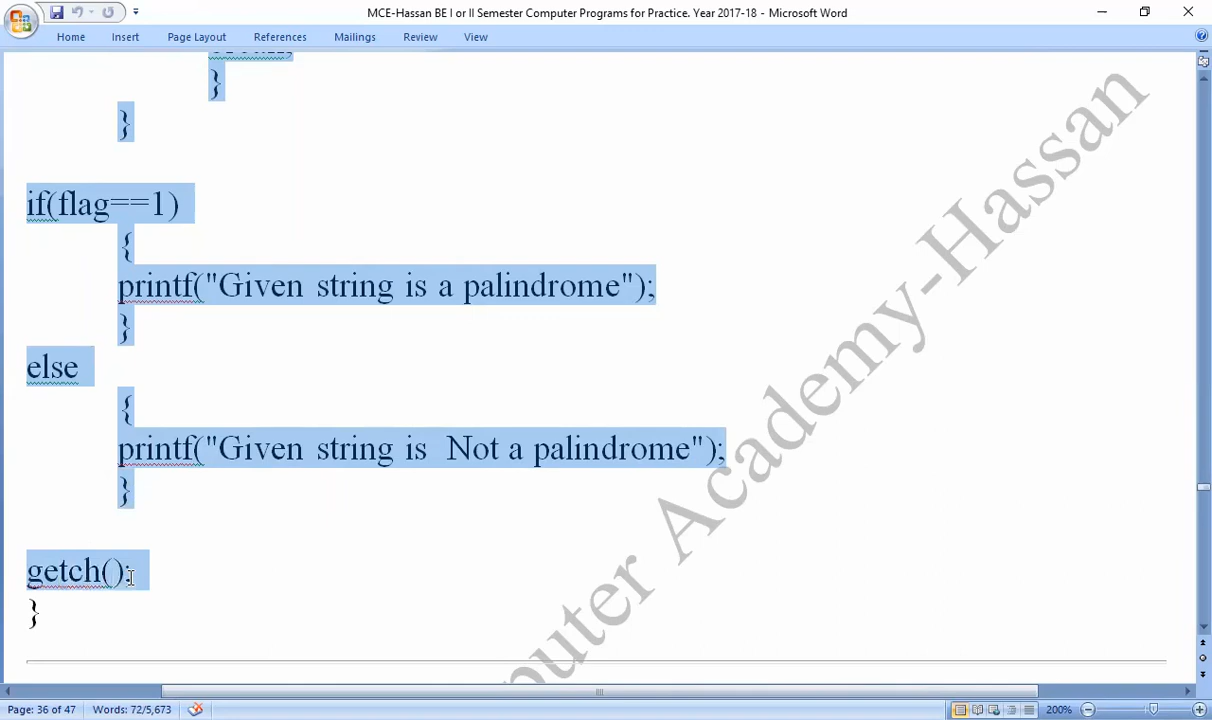 MCE-Hassan BE I or II Semester Computer Programs for Practice. Year 2017-18 - Microsoft Word
Home Insert Page Layout References Mailings Review View
}
}
if(flag==1)
{
printf("Given string is a palindrome");
}
else
{
printf("Given string is  Not a palindrome");
}
getch();
}
puter Academy-Hassan
Page: 36 of 47 Words: 72/5,673 200%